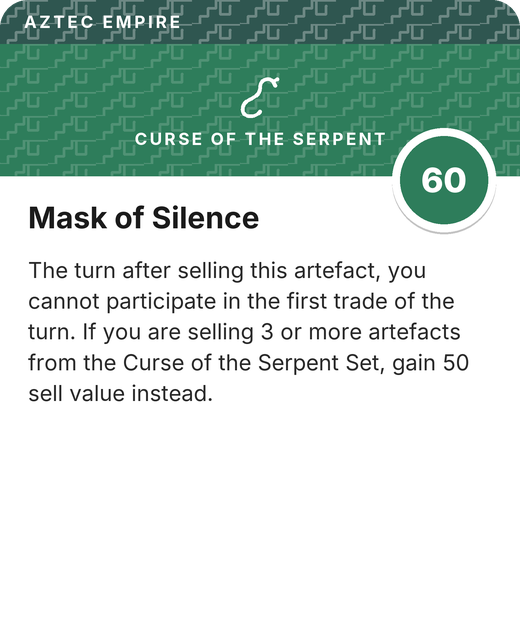 AZTEC EMPIRE
CURSE OF THE SERPENT
60
Mask of Silence
The turn after selling this artefact, you
cannot participate in the first trade of the
turn. If you are selling 3 or more artefacts
from the Curse of the Serpent Set, gain 50
sell value instead.